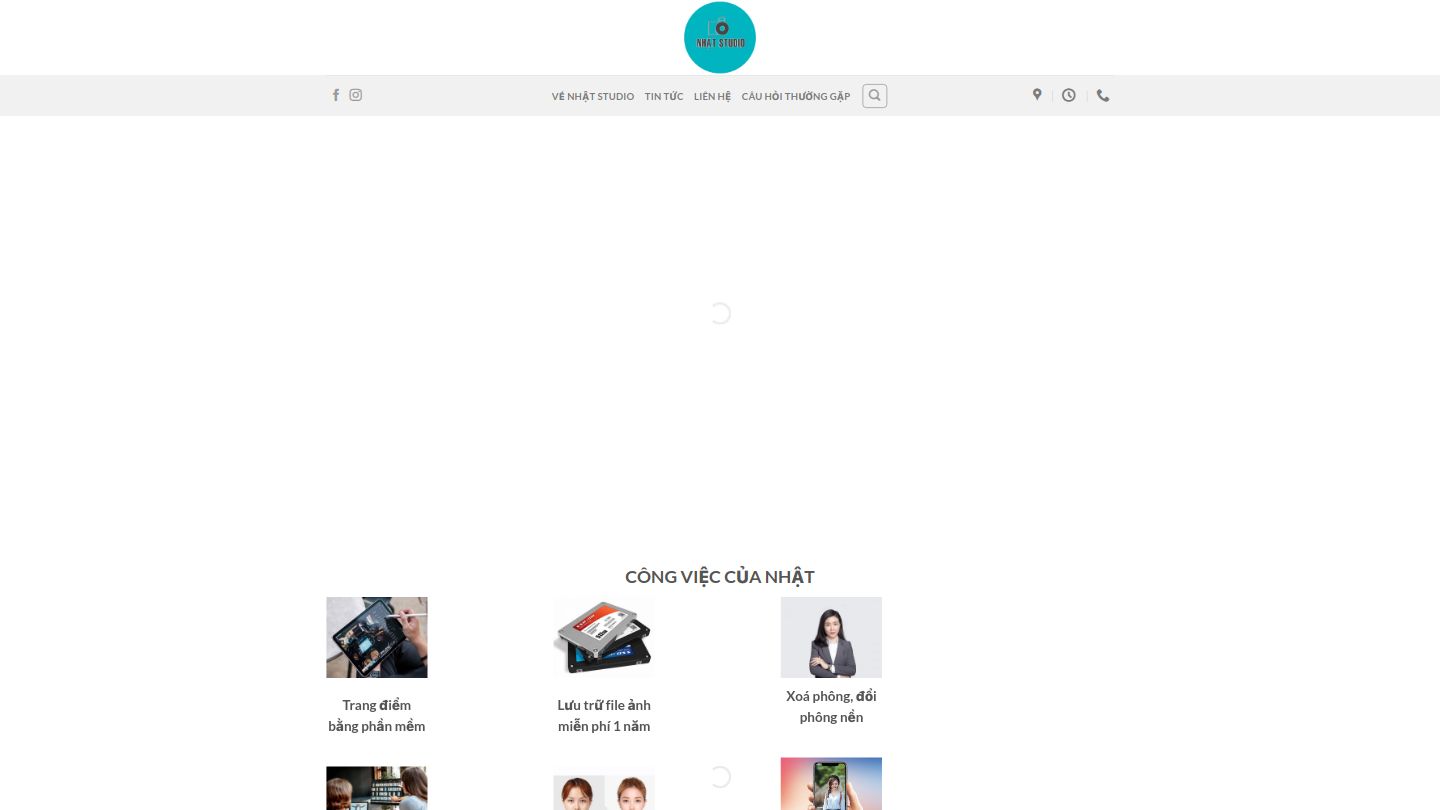 NHAT STUDIO
VỀ NHẬT STUDIO TIN TỨC LIÊN HỆ CÂU HỎI THƯỜNG GẶP
CÔNG VIỆC CỦA NHẬT
Trang điểm
bằng phần mềm
Lưu trữ file ảnh
miễn phí 1 năm
Xoá phông, đổi
phông nền